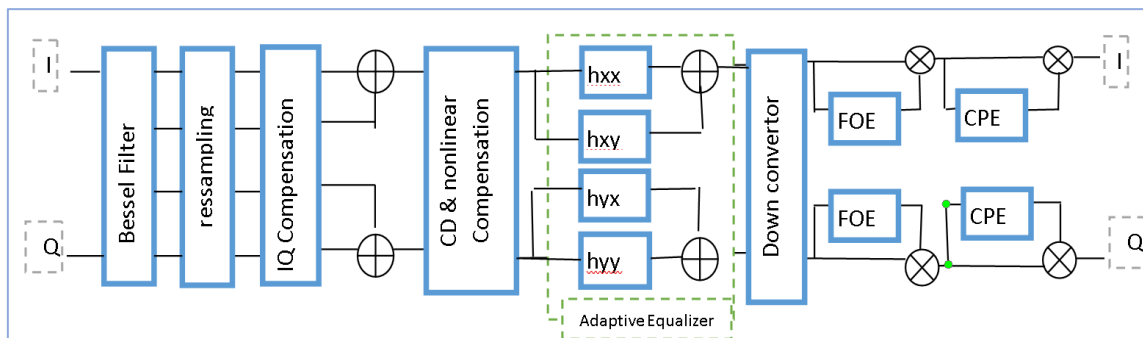 I
Q
Bessel Filter
ressampling
IQ Compensation
CD & nonlinear
Compensation
hxx
hxy
hyx
hyy
Adaptive Equalizer
Down convertor
FOE
CPE
FOE
CPE
I
Q